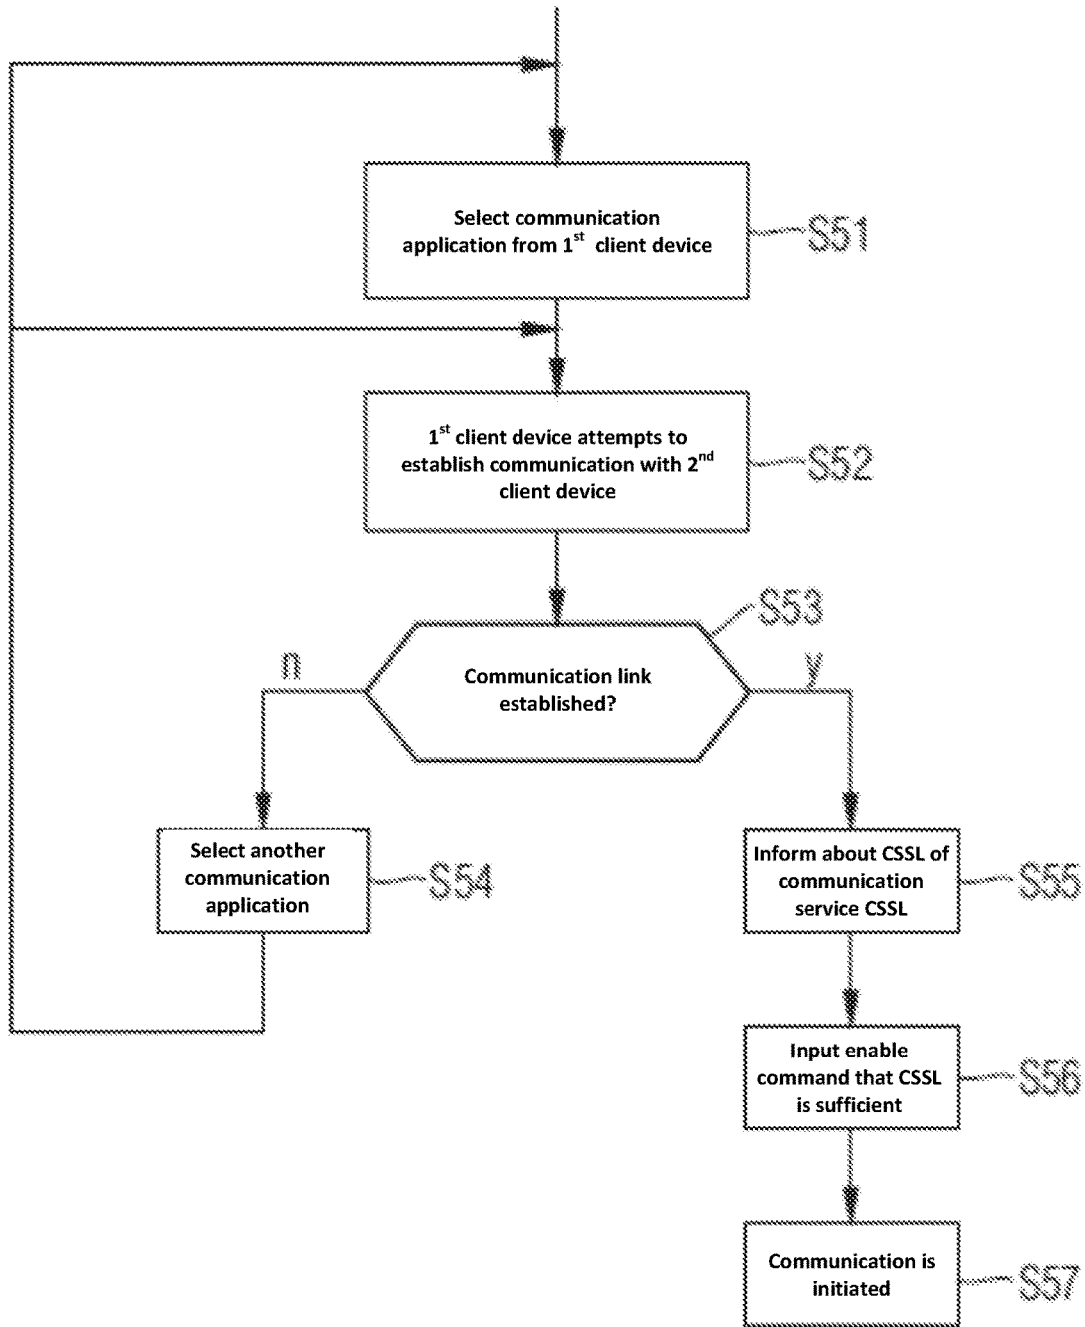 Select communication
application from 1st client device
S51
1st client device attempts to
establish communication with 2nd
client device
S52
S53
Communication link
established?
n
y
Select another
communication
application
S54
Inform about CSSL of
communication
service CSSL
S55
Input enable
command that CSSL
is sufficient
S56
Communication is
initiated
S57